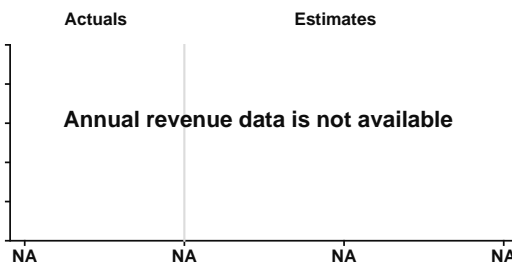 Actuals Estimates
Annual revenue data is not available
NA NA NA NA